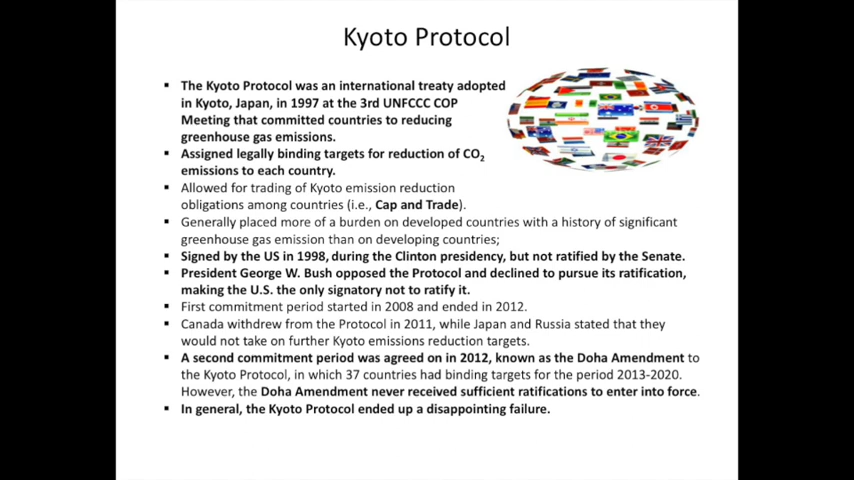 Kyoto Protocol
▪ The Kyoto Protocol was an international treaty adopted
in Kyoto, Japan, in 1997 at the 3rd UNFCCC COP
Meeting that committed countries to reducing
greenhouse gas emissions.
▪ Assigned legally binding targets for reduction of CO₂
emissions to each country.
▪ Allowed for trading of Kyoto emission reduction
obligations among countries (i.e., Cap and Trade).
▪ Generally placed more of a burden on developed countries with a history of significant
greenhouse gas emission than on developing countries;
▪ Signed by the US in 1998, during the Clinton presidency, but not ratified by the Senate.
▪ President George W. Bush opposed the Protocol and declined to pursue its ratification,
making the U.S. the only signatory not to ratify it.
▪ First commitment period started in 2008 and ended in 2012.
▪ Canada withdrew from the Protocol in 2011, while Japan and Russia stated that they
would not take on further Kyoto emissions reduction targets.
▪ A second commitment period was agreed on in 2012, known as the Doha Amendment to
the Kyoto Protocol, in which 37 countries had binding targets for the period 2013-2020.
However, the Doha Amendment never received sufficient ratifications to enter into force.
▪ In general, the Kyoto Protocol ended up a disappointing failure.